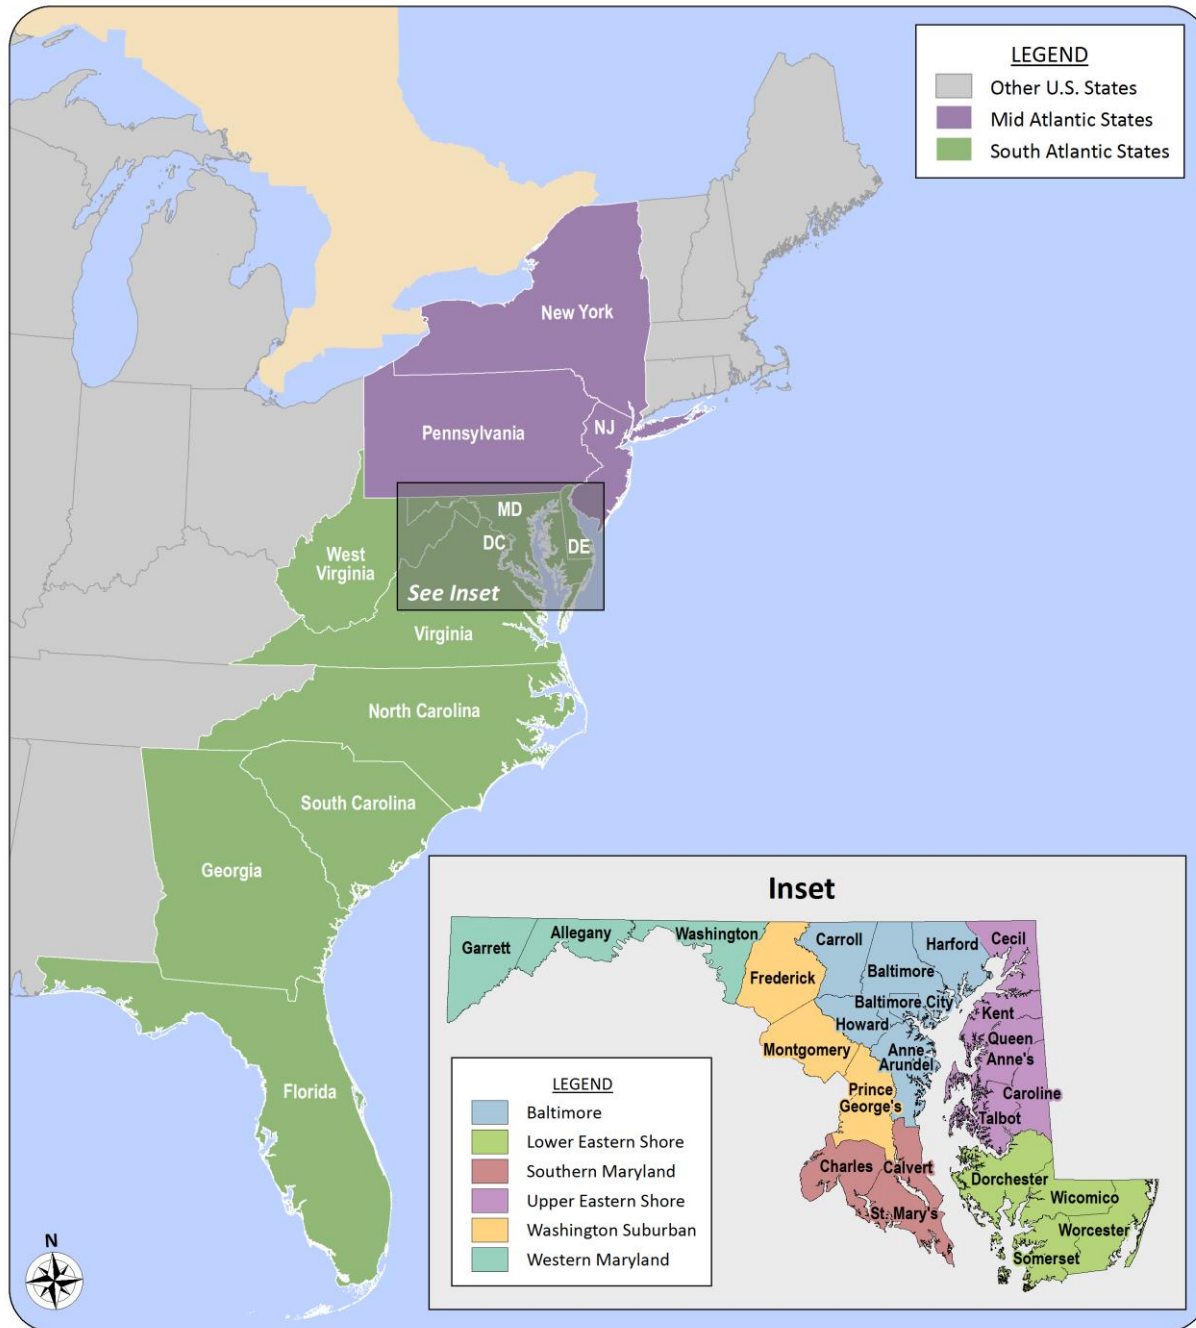 LEGEND
Other U.S. States
Mid Atlantic States
South Atlantic States
New York
Pennsylvania
NJ
MD
DC
DE
West
Virginia
See Inset
Virginia
North Carolina
South Carolina
Georgia
Florida
N
Inset
Garrett
Allegany
Washington
Frederick
Carroll
Baltimore
Harford
Cecil
Baltimore City
Howard
Kent
Queen
Anne's
Montgomery
Anne
Arundel
Prince
George's
Caroline
Talbot
Charles
Calvert
St. Mary's
Dorchester
Wicomico
Worcester
Somerset
LEGEND
Baltimore
Lower Eastern Shore
Southern Maryland
Upper Eastern Shore
Washington Suburban
Western Maryland